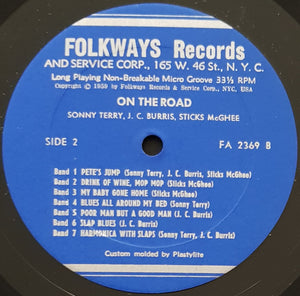 FOLKWAYS Records
AND SERVICE CORP., 165 W. 46 St., N. Y. C.
Long Playing Non-Breakable Micro Groove 33⅓ RPM
Copyright © 1959 by Folkways Records & Service Corp., NYC, USA
ON THE ROAD
SONNY TERRY, J. C. BURRIS, STICKS McGHEE
SIDE 2 FA 2369 B
Band 1 PETE'S JUMP (Sonny Terry, J. C. Burris, Sticks McGhee)
Band 2 DRINK OF WINE, MOP MOP (Sticks McGhee)
Band 3 MY BABY GONE HOME (Sticks McGhee)
Band 4 BLUES ALL AROUND MY BED (Sonny Terry)
Band 5 POOR MAN BUT A GOOD MAN (J. C. Burris)
Band 6 SLAP BLUES (J. C. Burris)
Band 7 HARMONICA WITH SLAPS (Sonny Terry, J. C. Burris)
Custom molded by Plastylite